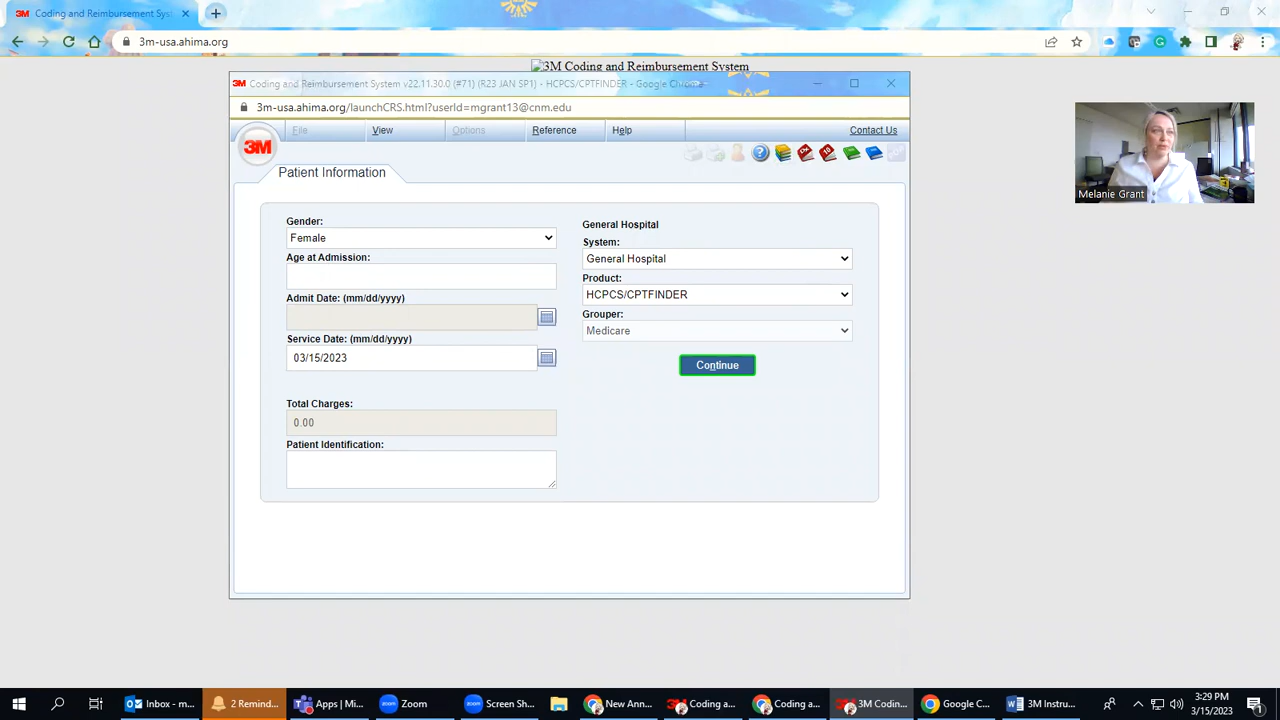 Coding and Reimbursement Syst
3m-usa.ahima.org
3M Coding and Reimbursement System
3M Coding and Reimbursement System v22.11.30.0 (#71) (R23 JAN SP1) - HCPCS/CPTFINDER - Google Chrome
3m-usa.ahima.org/launchCRS.html?userId=mgrant13@cnm.edu
File View Options Reference Help Contact Us
3M
Patient Information
Gender:
Female
Age at Admission:
Admit Date: (mm/dd/yyyy)
Service Date: (mm/dd/yyyy)
03/15/2023
Total Charges:
0.00
Patient Identification:
General Hospital
System:
General Hospital
Product:
HCPCS/CPTFINDER
Grouper:
Medicare
Continue
Melanie Grant
Inbox - m... 2 Remind... Apps | Mi... Zoom Screen Sh... New Ann... Coding a... Coding a... 3M Codin... Google C... 3M Instru...
3:29 PM
3/15/2023